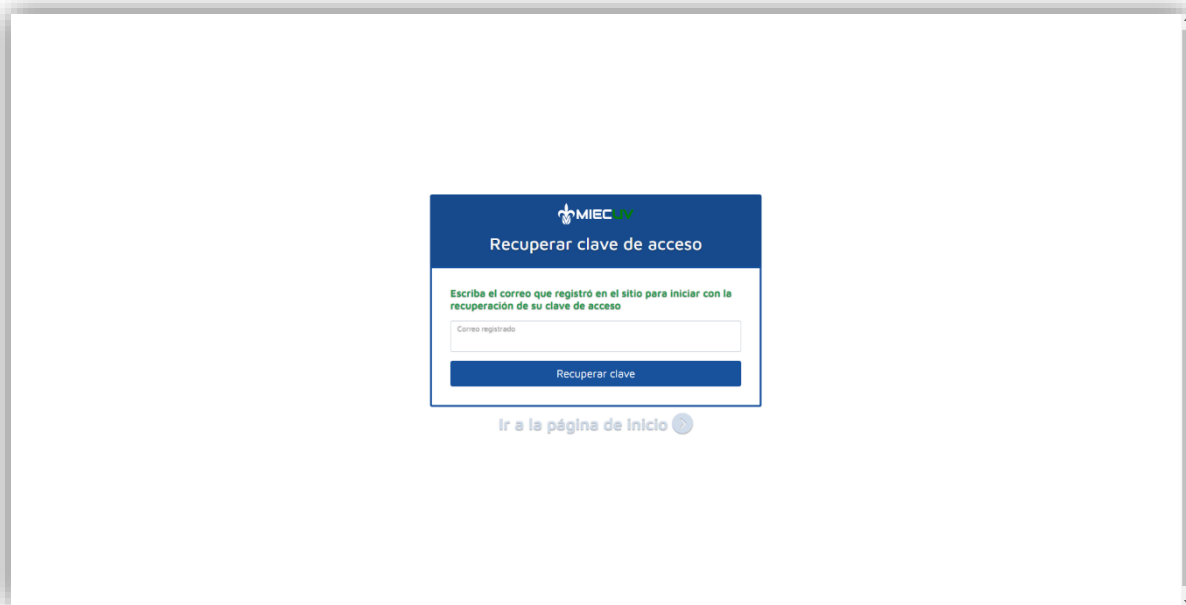 MIECUV
Recuperar clave de acceso
Escriba el correo que registró en el sitio para iniciar con la
recuperación de su clave de acceso
Correo registrado
Recuperar clave
Ir a la página de inicio